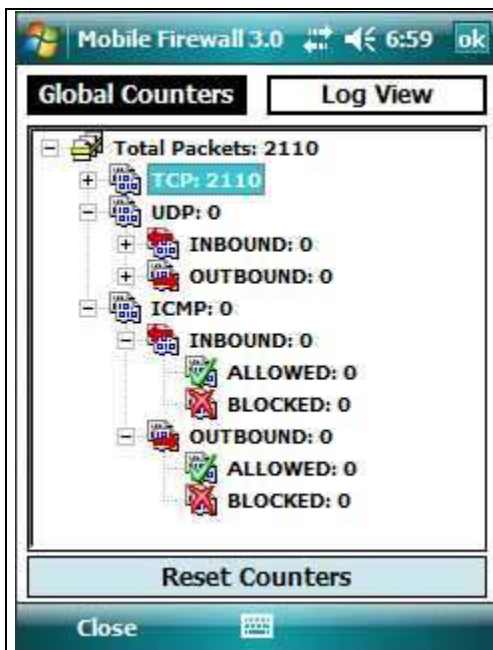 Mobile Firewall 3.0 6:59 ok
Global Counters Log View
Total Packets: 2110
TCP: 2110
UDP: 0
INBOUND: 0
OUTBOUND: 0
ICMP: 0
INBOUND: 0
ALLOWED: 0
BLOCKED: 0
OUTBOUND: 0
ALLOWED: 0
BLOCKED: 0
Reset Counters
Close